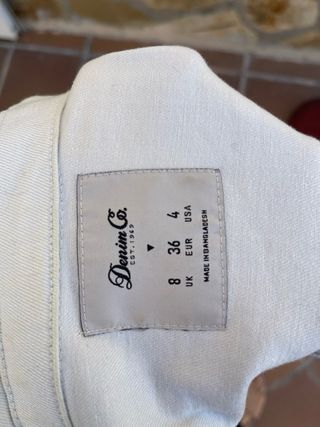 Denim Co.
EST. 1969
▼
8 36 4
UK EUR USA
MADE IN BANGLADESH